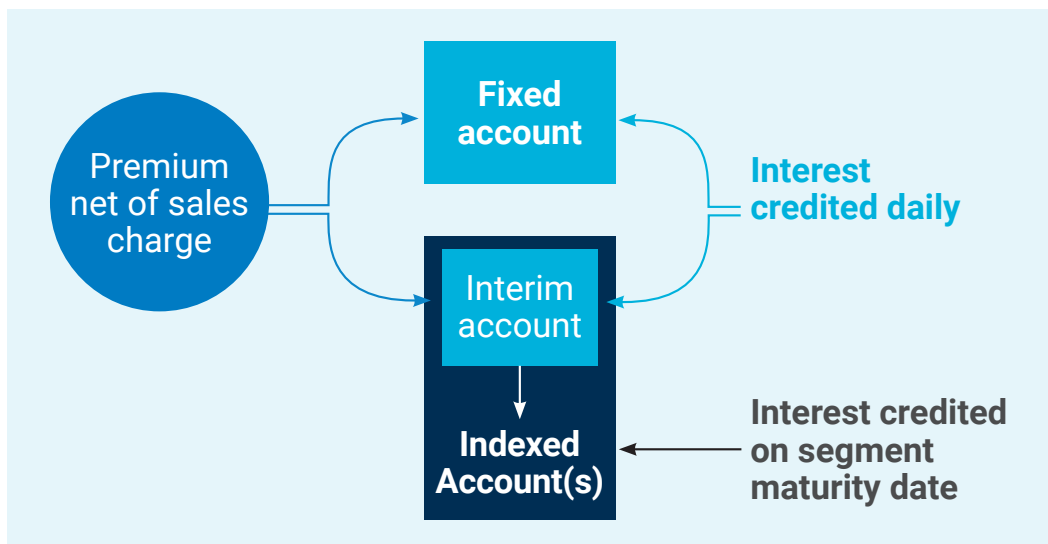 Premium
net of sales
charge
Fixed
account
Interest
credited daily
Interim
account
Indexed
Account(s)
Interest credited
on segment
maturity date